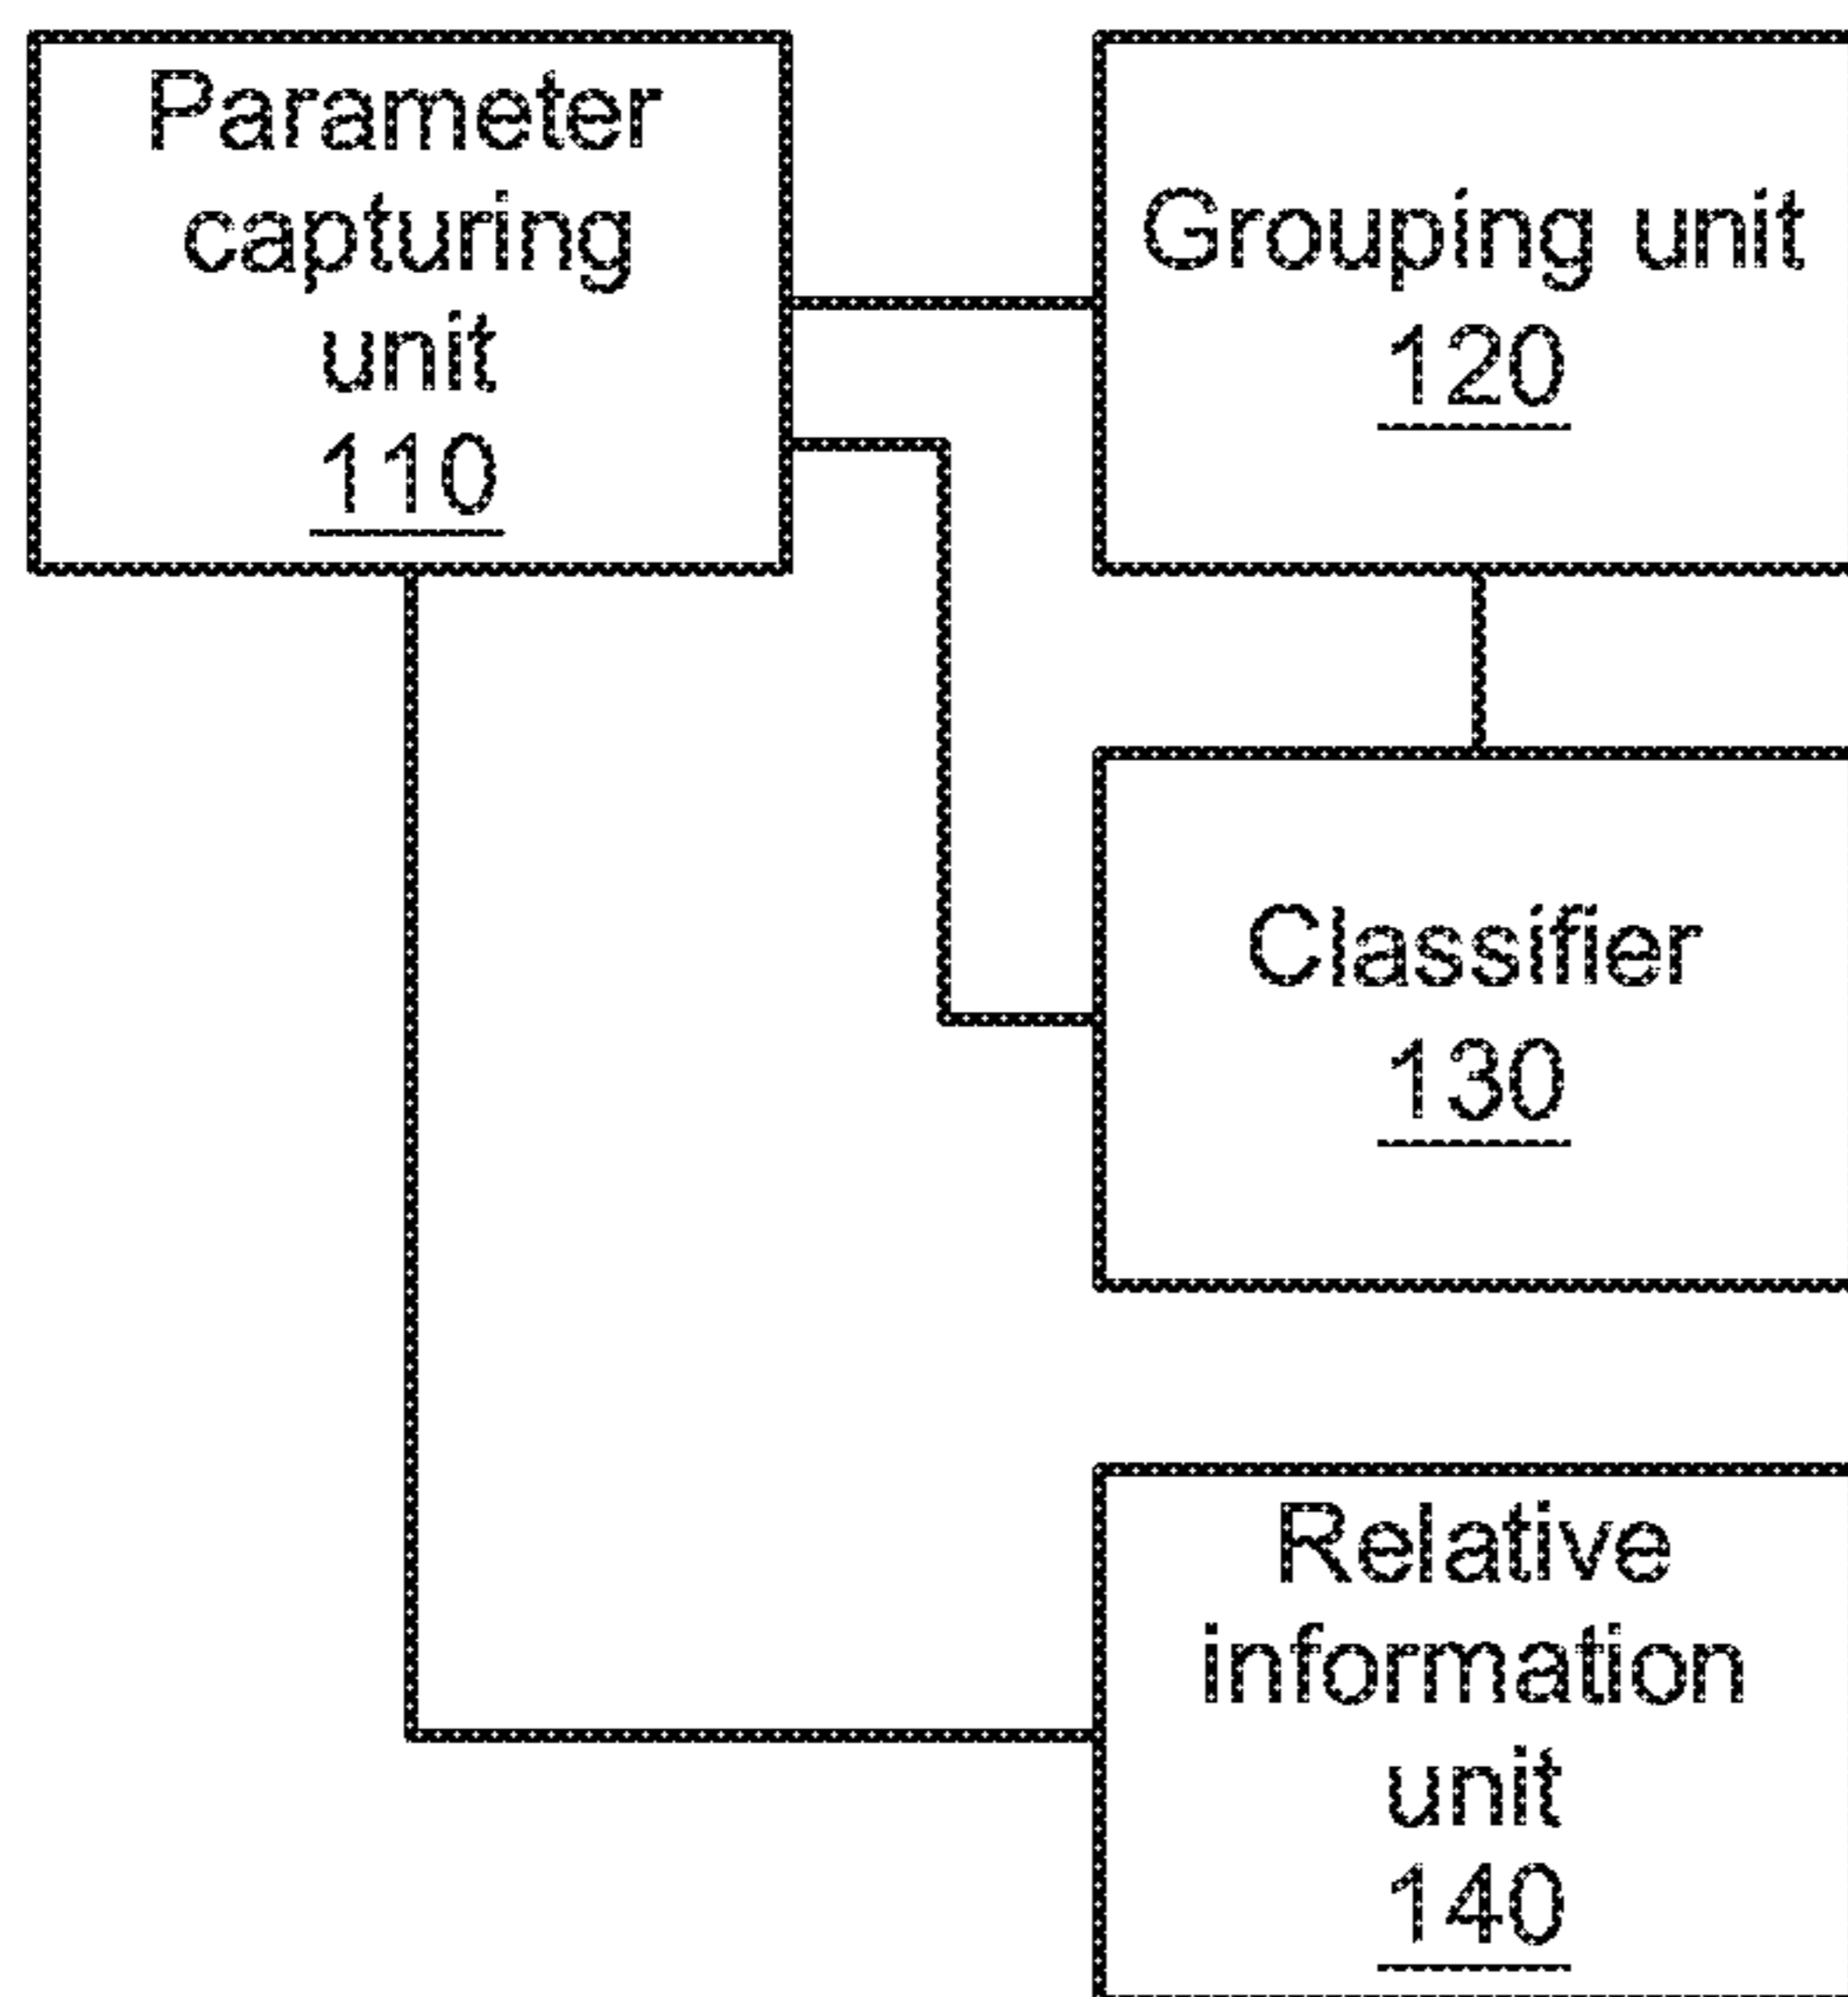 Parameter
capturing
unit
110
Grouping unit
120
Classifier
130
Relative
information
unit
140